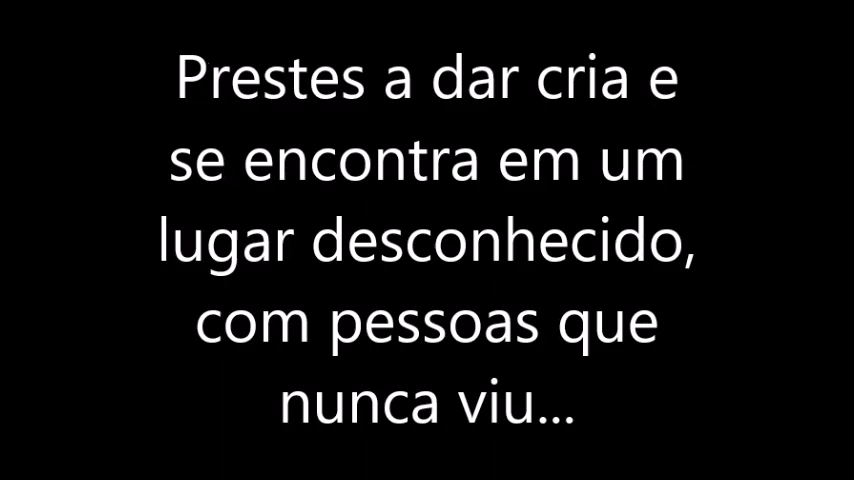 Prestes a dar cria e
se encontra em um
lugar desconhecido,
com pessoas que
nunca viu...